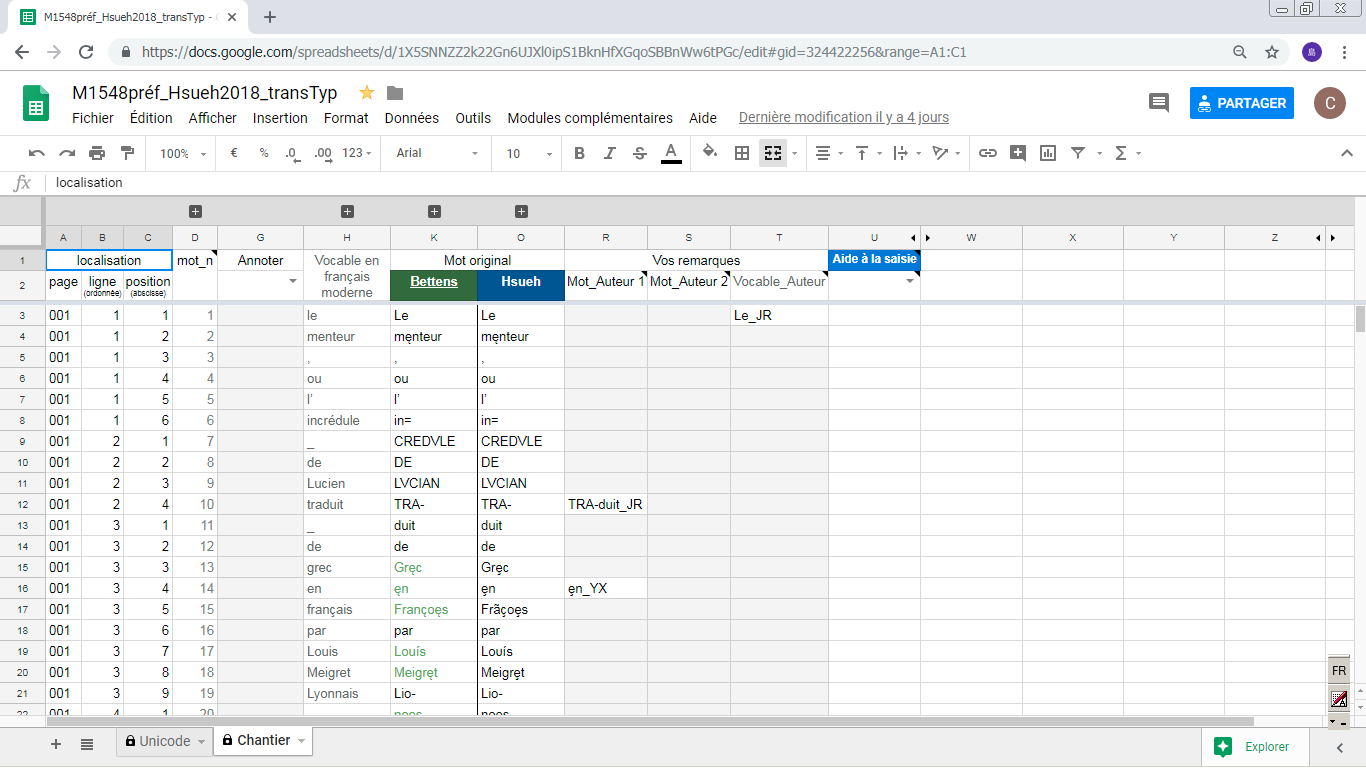 M1548préf_Hsueh2018_transTyp - 
https://docs.google.com/spreadsheets/d/1X5SNNZZ2k22Gn6UJXl0ipS1BknHfXGqoSBBnWw6tPGc/edit#gid=324422256&range=A1:C1
M1548préf_Hsueh2018_transTyp
PARTAGER C
Fichier Édition Afficher Insertion Format Données Outils Modules complémentaires Aide Dernière modification il y a 4 jours
100% € % .0 .00 123 Arial 10 B I S A Σ
fx localisation
A B C D G H K O R S T U W X Y Z
1 localisation mot_n Annoter Vocable en français moderne Mot original Vos remarques Aide à la saisie
2 page ligne (ordonnée) position (abscisse) Bettens Hsueh Mot_Auteur 1 Mot_Auteur 2 Vocable_Auteur
3 001 1 1 1 le Le Le Le_JR
4 001 1 2 2 menteur męnteur męnteur
5 001 1 3 3 , , ,
6 001 1 4 4 ou ou ou
7 001 1 5 5 l’ l’ l’
8 001 1 6 6 incrédule in= in=
9 001 2 1 7 _ CREDVLE CREDVLE
10 001 2 2 8 de DE DE
11 001 2 3 9 Lucien LVCIAN LVCIAN
12 001 2 4 10 traduit TRA- TRA- TRA-duit_JR
13 001 3 1 11 _ duit duit
14 001 3 2 12 de de de
15 001 3 3 13 grec Gręc Gręc
16 001 3 4 14 en ęn ęn ęn_YX
17 001 3 5 15 français Françoęs Frãçoęs
18 001 3 6 16 par par par
19 001 3 7 17 Louis Louís Louís
20 001 3 8 18 Meigret Meigręt Meigręt
21 001 3 9 19 Lyonnais Lio- Lio-
22 001 4 1 20
FR
Unicode Chantier Explorer